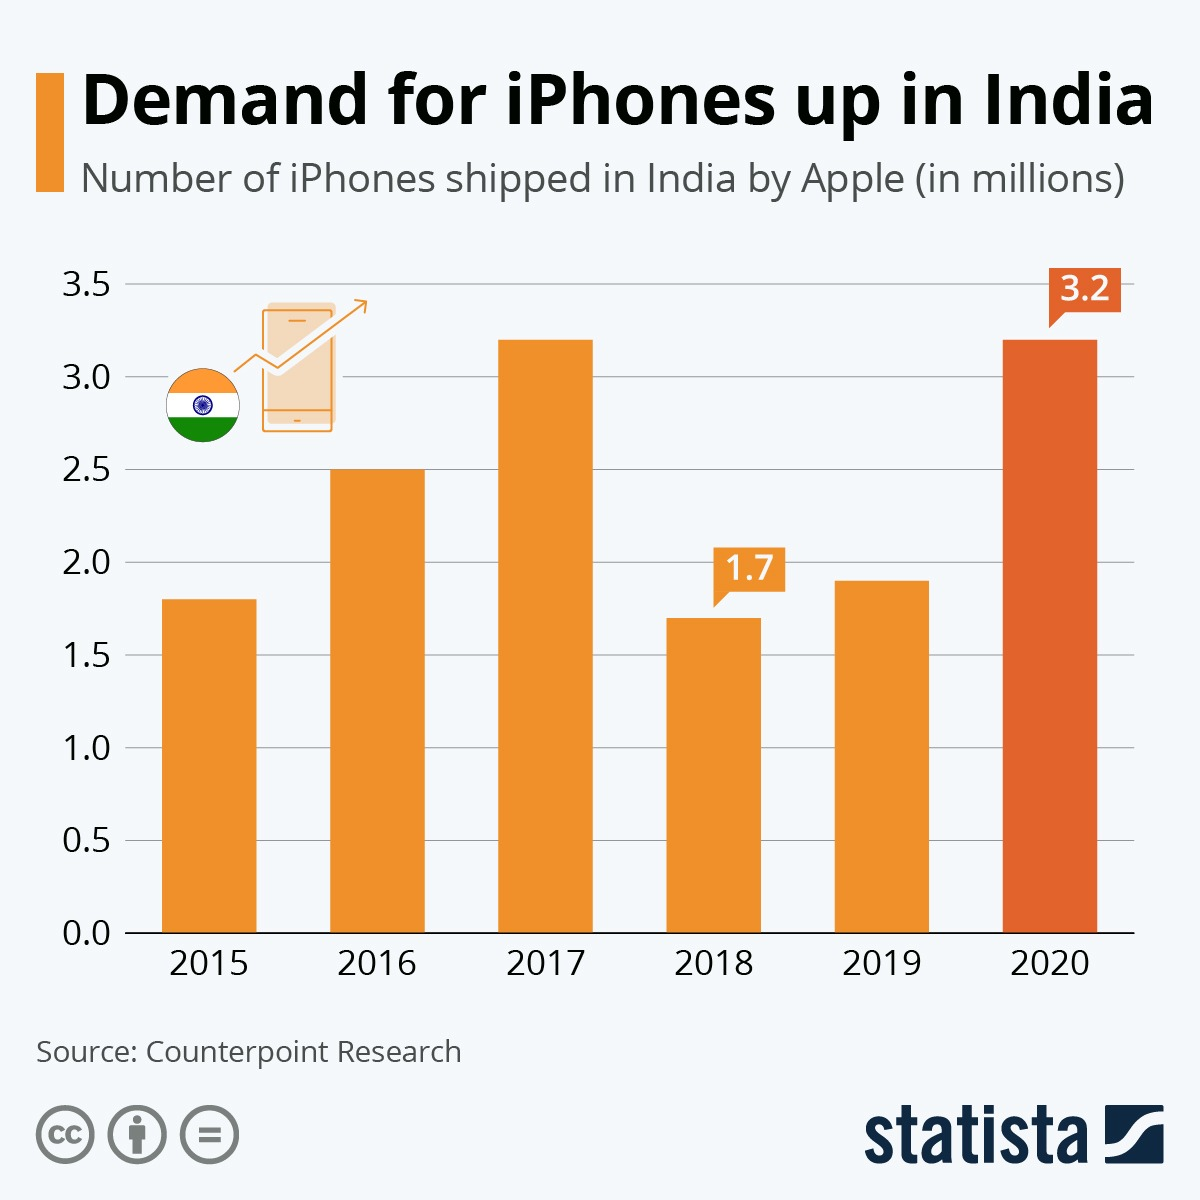 Demand for iPhones up in India
Number of iPhones shipped in India by Apple (in millions)
3.5
3.2
3.0
2.5
2.0
1.7
1.5
1.0
0.5
0.0
2015 2016 2017 2018 2019 2020
Source: Counterpoint Research
cc
statista